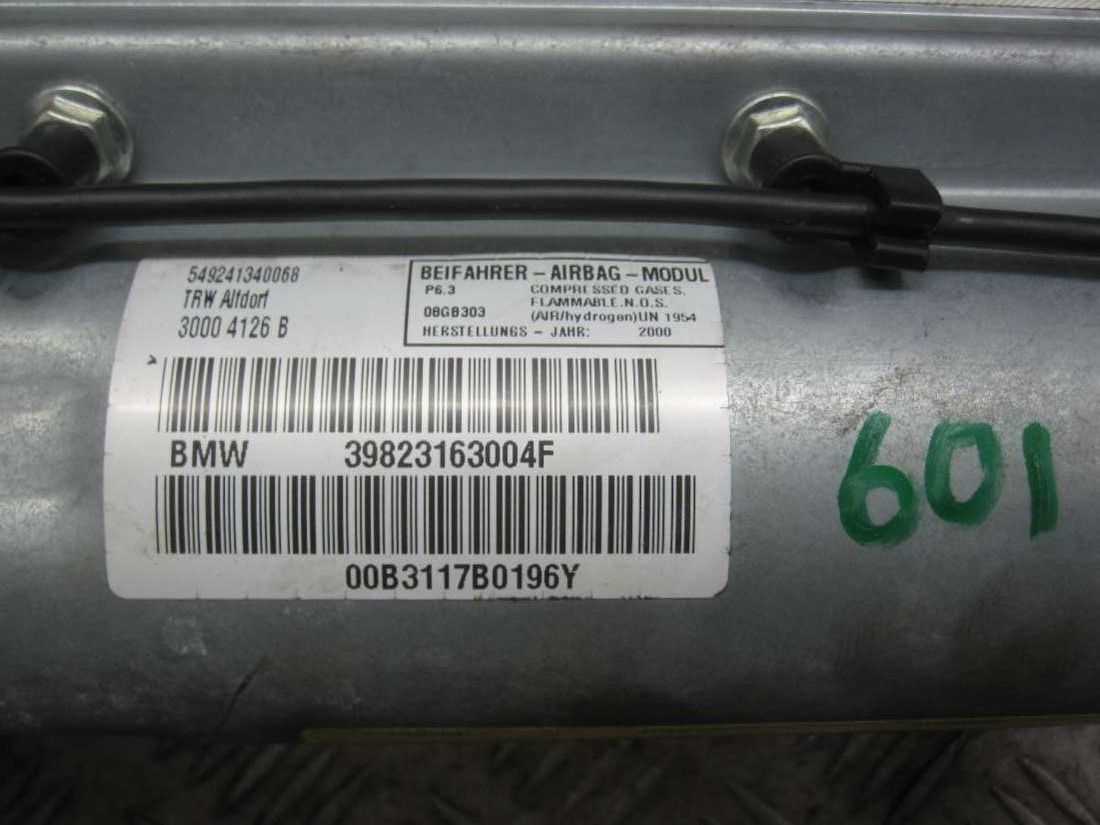 549241340068
TRW Alfdorf
3000 4126 B
BEIFAHRER - AIRBAG - MODUL
P6.3 COMPRESSED GASES.
FLAMMABLE.N.O.S.
08GB303 (AIR/hydrogen)UN 1954
HERSTELLUNGS - JAHR: 2000
BMW 39823163004F
00B3117B0196Y
601